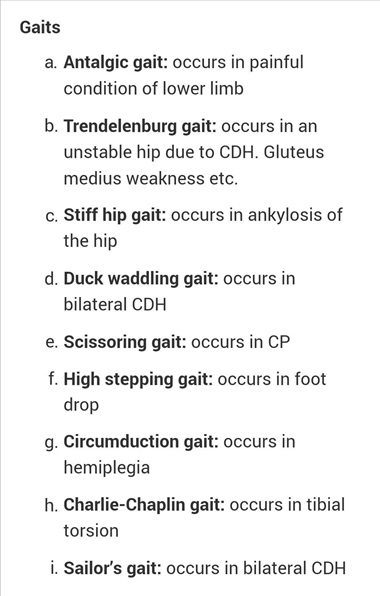 Gaits
a. Antalgic gait: occurs in painful
condition of lower limb
b. Trendelenburg gait: occurs in an
unstable hip due to CDH. Gluteus
medius weakness etc.
c. Stiff hip gait: occurs in ankylosis of
the hip
d. Duck waddling gait: occurs in
bilateral CDH
e. Scissoring gait: occurs in CP
f. High stepping gait: occurs in foot
drop
g. Circumduction gait: occurs in
hemiplegia
h. Charlie-Chaplin gait: occurs in tibial
torsion
i. Sailor’s gait: occurs in bilateral CDH